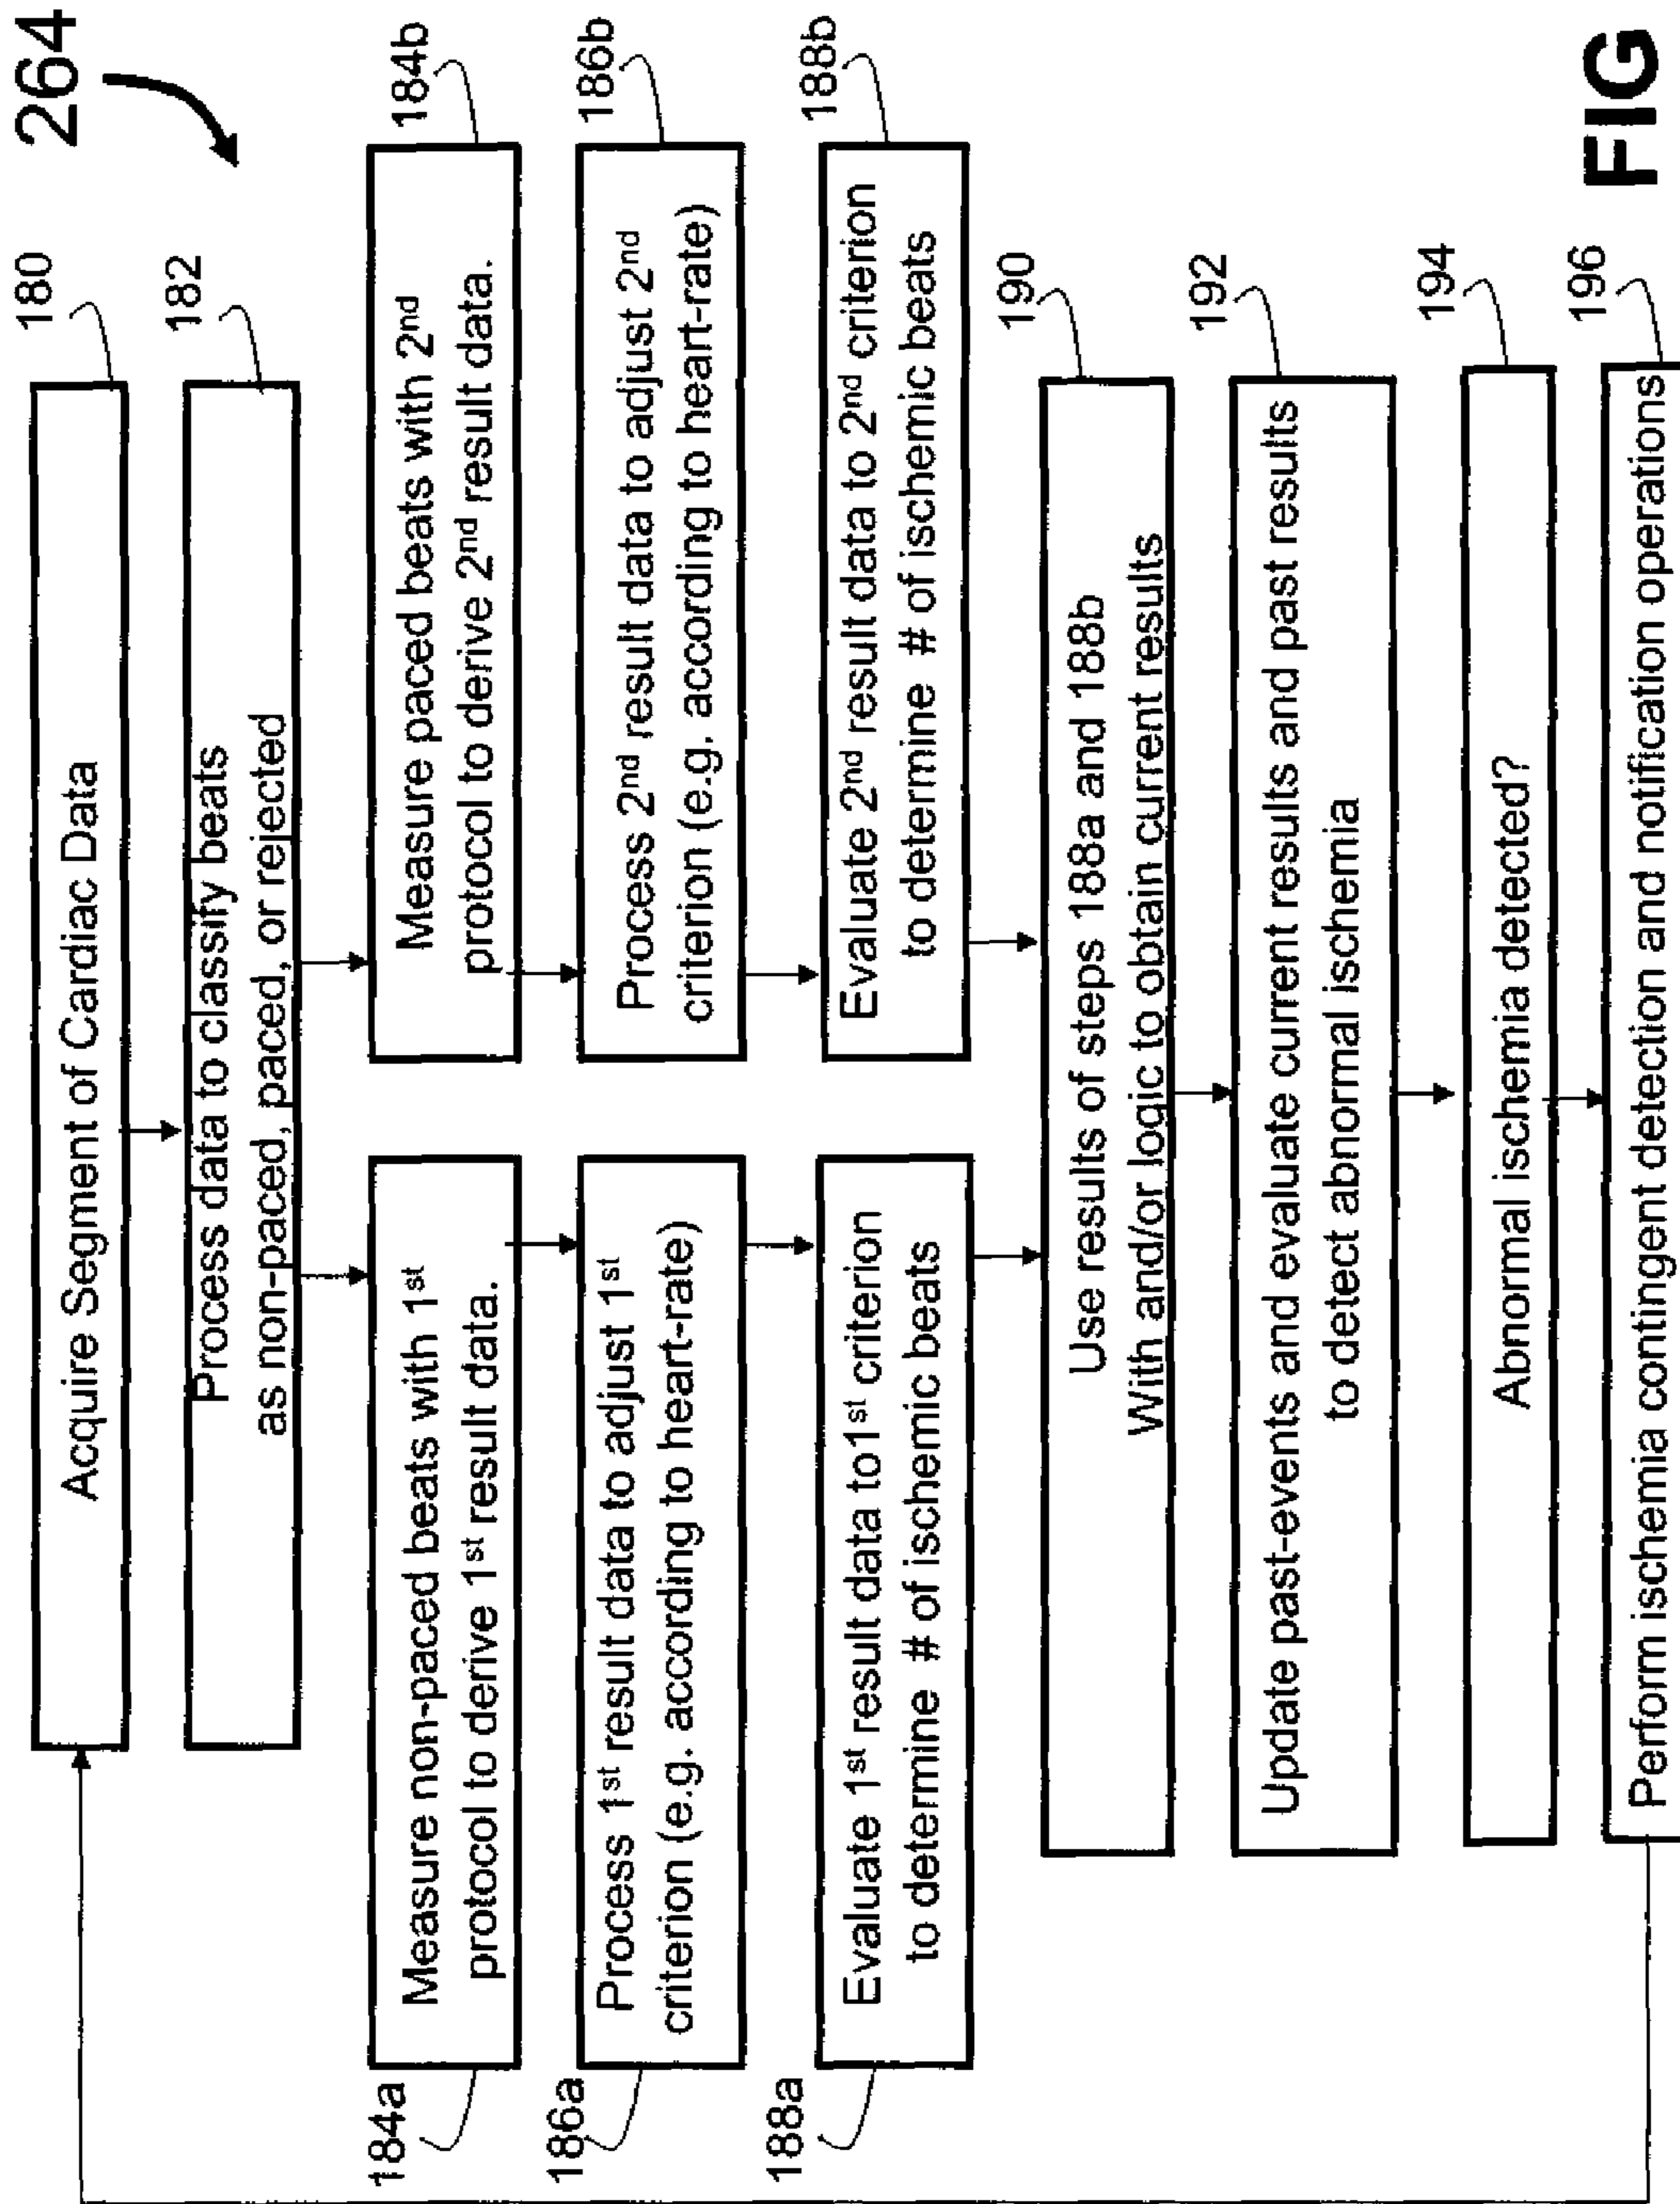 264
180
Acquire Segment of Cardiac Data
182
Process data to classify beats
as non-paced, paced, or rejected
184a
Measure non-paced beats with 1st
protocol to derive 1st result data.
184b
Measure paced beats with 2nd
protocol to derive 2nd result data.
186a
Process 1st result data to adjust 1st
criterion (e.g. according to heart-rate)
186b
Process 2nd result data to adjust 2nd
criterion (e.g. according to heart-rate)
188a
Evaluate 1st result data to1st criterion
to determine # of ischemic beats
188b
Evaluate 2nd result data to 2nd criterion
to determine # of ischemic beats
190
Use results of steps 188a and 188b
With and/or logic to obtain current results
192
Update past-events and evaluate current results and past results
to detect abnormal ischemia
194
Abnormal ischemia detected?
196
Perform ischemia contingent detection and notification operations
FIG